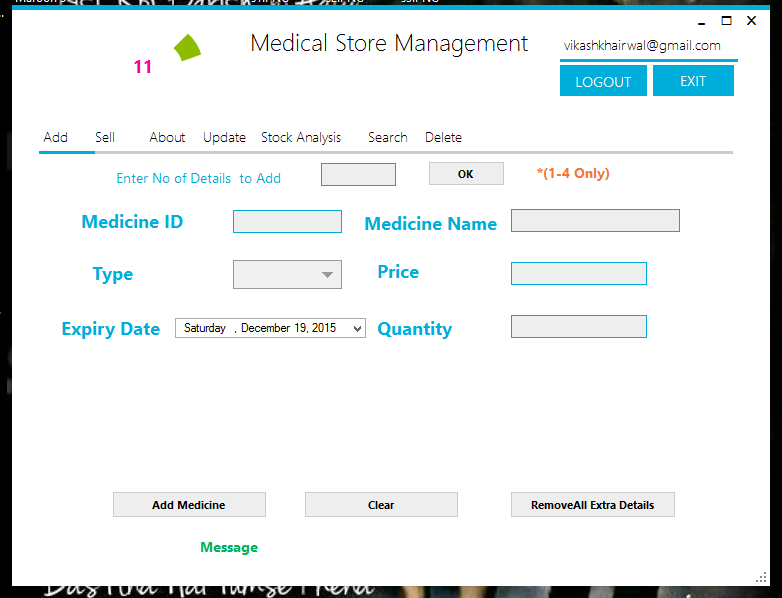 Medical Store Management
vikashkhairwal@gmail.com
11
LOGOUT EXIT
Add Sell About Update Stock Analysis Search Delete
Enter No of Details to Add OK *(1-4 Only)
Medicine ID Medicine Name
Type Price
Expiry Date Saturday , December 19, 2015 Quantity
Add Medicine Clear RemoveAll Extra Details
Message